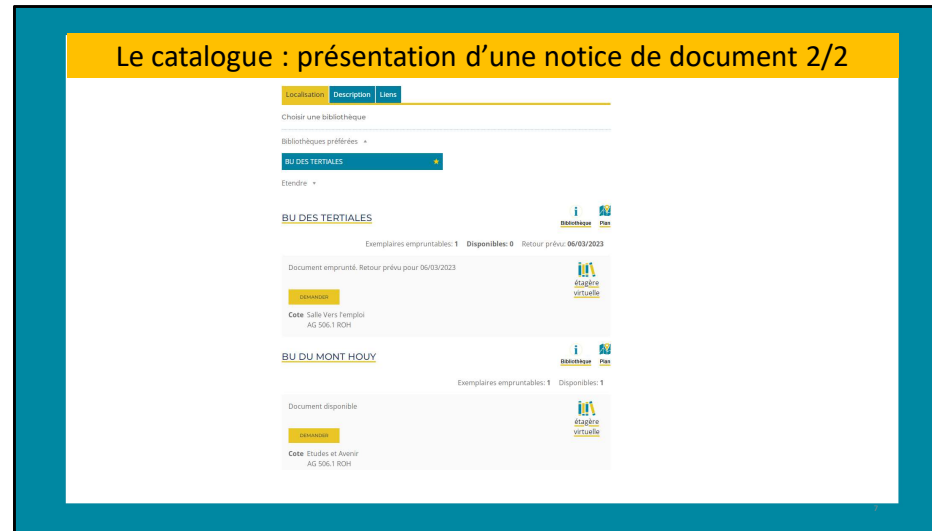 Le catalogue : présentation d'une notice de document 2/2
Localisation Description Liens
Choisir une bibliothèque
Bibliothèques préférées
BU DES TERTIALES
Etendre
BU DES TERTIALES
Bibliothèque Plan
Exemplaires empruntables: 1 Disponibles: 0 Retour prévu: 06/03/2023
Document emprunté. Retour prévu pour 06/03/2023
étagère
virtuelle
DEMANDER
Cote Salle Vers l'emploi
AG 506.1 ROH
BU DU MONT HOUY
Bibliothèque Plan
Exemplaires empruntables: 1 Disponibles: 1
Document disponible
étagère
virtuelle
DEMANDER
Cote Etudes et Avenir
AG 506.1 ROH
7